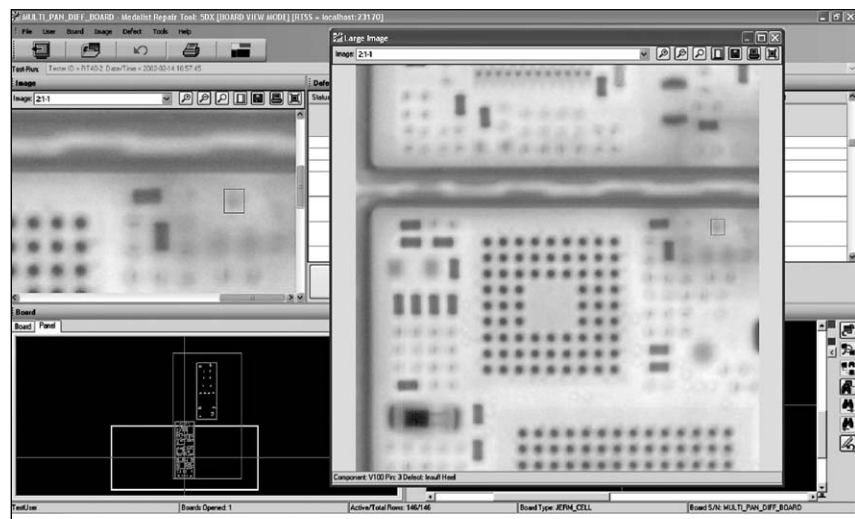 MULTI_PAN_DIFF_BOARD - Medalist Repair Tool: 5DX [BOARD VIEW MODE] [RTSS = localhost:23170]
File User Board Image Defect Tools Help
Test-Run: Tester ID = RT40-2, Date/Time = 2002-02-14 16:57:45
Image
Defe
Image: 2:1-1
Status
Large Image
Image: 2:1-1
Component: V100 Pin: 3 Defect: Insuff Heel
Board
Board Panel
TestUser Boards Opened: 1 Active/Total Rows: 146/146 Board Type: JERM_CELL Board S/N: MULTI_PAN_DIFF_BOARD